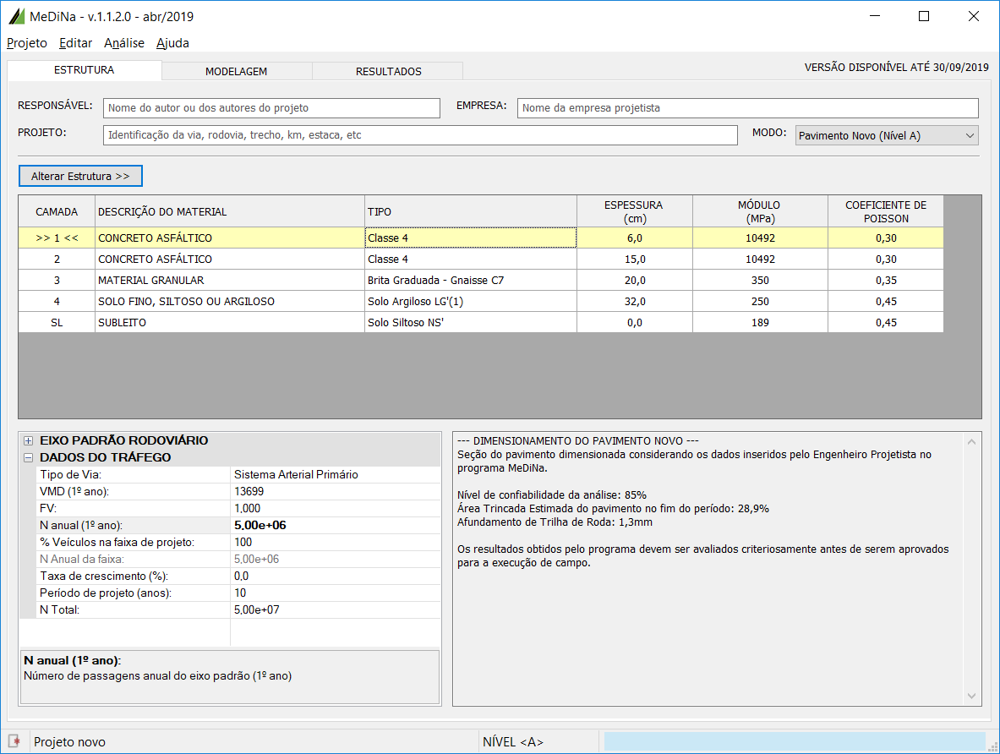 MeDiNa - v.1.1.2.0 - abr/2019
Projeto Editar Análise Ajuda
ESTRUTURA MODELAGEM RESULTADOS VERSÃO DISPONÍVEL ATÉ 30/09/2019
RESPONSÁVEL: Nome do autor ou dos autores do projeto EMPRESA: Nome da empresa projetista
PROJETO: Identificação da via, rodovia, trecho, km, estaca, etc MODO: Pavimento Novo (Nível A)
Alterar Estrutura >>
CAMADA DESCRIÇÃO DO MATERIAL TIPO ESPESSURA (cm) MÓDULO (MPa) COEFICIENTE DE POISSON
>> 1 << CONCRETO ASFÁLTICO Classe 4 6,0 10492 0,30
2 CONCRETO ASFÁLTICO Classe 4 15,0 10492 0,30
3 MATERIAL GRANULAR Brita Graduada - Gnaisse C7 20,0 350 0,35
4 SOLO FINO, SILTOSO OU ARGILOSO Solo Argiloso LG'(1) 32,0 250 0,45
SL SUBLEITO Solo Siltoso NS' 0,0 189 0,45
EIXO PADRÃO RODOVIÁRIO
DADOS DO TRÁFEGO
Tipo de Via: Sistema Arterial Primário
VMD (1º ano): 13699
FV: 1,000
N anual (1º ano): 5,00e+06
% Veículos na faixa de projeto: 100
N Anual da faixa: 5,00e+06
Taxa de crescimento (%): 0,0
Período de projeto (anos): 10
N Total: 5,00e+07
N anual (1º ano):
Número de passagens anual do eixo padrão (1º ano)
--- DIMENSIONAMENTO DO PAVIMENTO NOVO ---
Seção do pavimento dimensionada considerando os dados inseridos pelo Engenheiro Projetista no
programa MeDiNa.
Nível de confiabilidade da análise: 85%
Área Trincada Estimada do pavimento no fim do período: 28,9%
Afundamento de Trilha de Roda: 1,3mm
Os resultados obtidos pelo programa devem ser avaliados criteriosamente antes de serem aprovados
para a execução de campo.
Projeto novo NÍVEL <A>